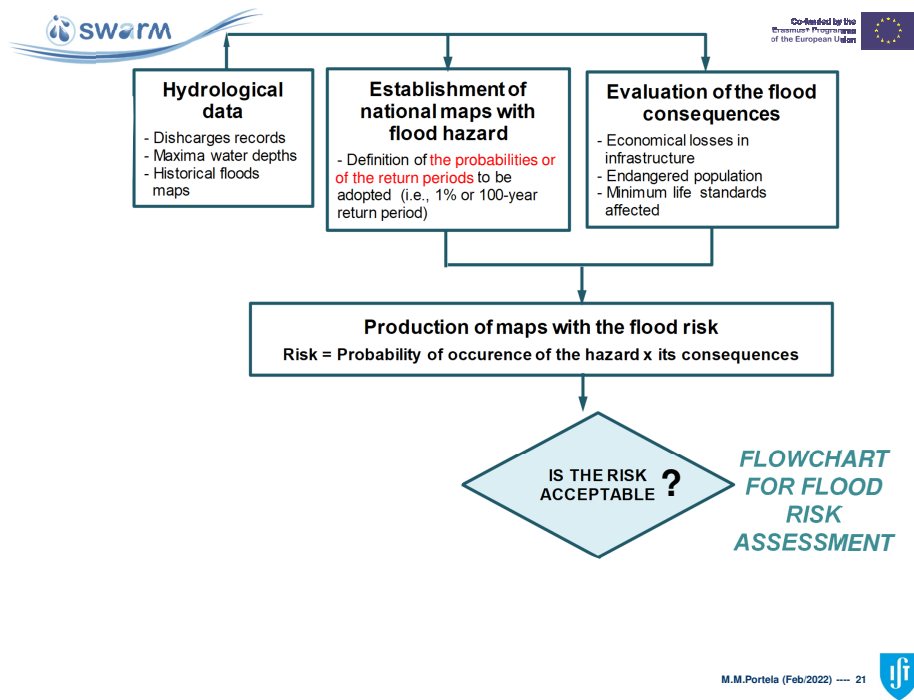 swarm
Co-funded by the
Erasmus+ Programme
of the European Union
Hydrological
data
- Dishcarges records
- Maxima water depths
- Historical floods
maps
Establishment of
national maps with
flood hazard
- Definition of the probabilities or
of the return periods to be
adopted (i.e., 1% or 100-year
return period)
Evaluation of the flood
consequences
- Economical losses in
infrastructure
- Endangered population
- Minimum life standards
affected
Production of maps with the flood risk
Risk = Probability of occurence of the hazard x its consequences
IS THE RISK
ACCEPTABLE ?
FLOWCHART
FOR FLOOD
RISK
ASSESSMENT
M.M.Portela (Feb/2022) ---- 21